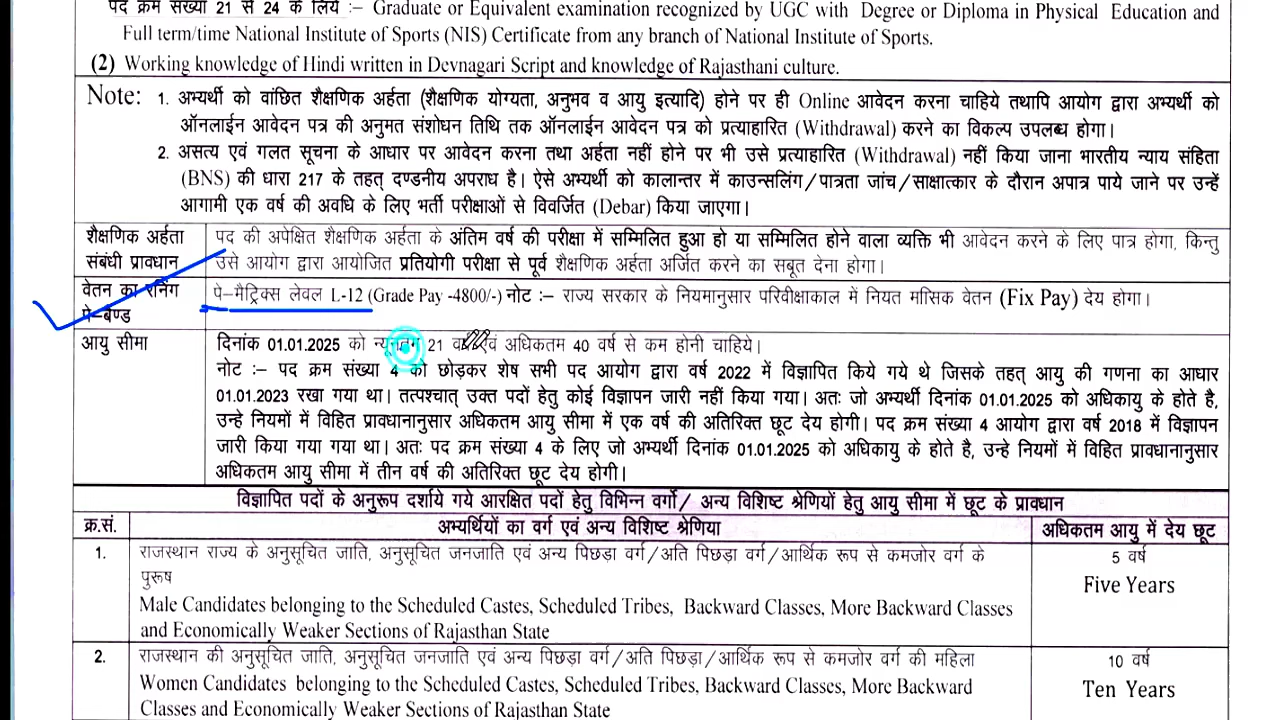 पद क्रम संख्या 21 से 24 के लिये :– Graduate or Equivalent examination recognized by UGC with Degree or Diploma in Physical Education and
Full term/time National Institute of Sports (NIS) Certificate from any branch of National Institute of Sports.
(2) Working knowledge of Hindi written in Devnagari Script and knowledge of Rajasthani culture.
Note: 1. अभ्यर्थी को वांछित शैक्षणिक अर्हता (शैक्षणिक योग्यता, अनुभव व आयु इत्यादि) होने पर ही Online आवेदन करना चाहिये तथापि आयोग द्वारा अभ्यर्थी को
ऑनलाईन आवेदन पत्र की अनुमत संशोधन तिथि तक ऑनलाईन आवेदन पत्र को प्रत्याहारित (Withdrawal) करने का विकल्प उपलब्ध होगा।
2. असत्य एवं गलत सूचना के आधार पर आवेदन करना तथा अर्हता नहीं होने पर भी उसे प्रत्याहारित (Withdrawal) नहीं किया जाना भारतीय न्याय संहिता
(BNS) की धारा 217 के तहत् दण्डनीय अपराध है। ऐसे अभ्यर्थी को कालान्तर में काउन्सलिंग/पात्रता जांच/साक्षात्कार के दौरान अपात्र पाये जाने पर उन्हें
आगामी एक वर्ष की अवधि के लिए भर्ती परीक्षाओं से विवर्जित (Debar) किया जाएगा।
शैक्षणिक अर्हता
संबंधी प्रावधान
पद की अपेक्षित शैक्षणिक अर्हता के अंतिम वर्ष की परीक्षा में सम्मिलित हुआ हो या सम्मिलित होने वाला व्यक्ति भी आवेदन करने के लिए पात्र होगा, किन्तु
उसे आयोग द्वारा आयोजित प्रतियोगी परीक्षा से पूर्व शैक्षणिक अर्हता अर्जित करने का सबूत देना होगा।
वेतन का रनिंग
पे–बैण्ड
पे–मैट्रिक्स लेवल L-12 (Grade Pay -4800/-) नोट :– राज्य सरकार के नियमानुसार परिवीक्षाकाल में नियत मासिक वेतन (Fix Pay) देय होगा।
आयु सीमा
दिनांक 01.01.2025 को न्यूनतम 21 वर्ष एवं अधिकतम 40 वर्ष से कम होनी चाहिये।
नोट :– पद क्रम संख्या 4 को छोड़कर शेष सभी पद आयोग द्वारा वर्ष 2022 में विज्ञापित किये गये थे जिसके तहत् आयु की गणना का आधार
01.01.2023 रखा गया था। तत्पश्चात् उक्त पदों हेतु कोई विज्ञापन जारी नहीं किया गया। अतः जो अभ्यर्थी दिनांक 01.01.2025 को अधिकायु के होते है,
उन्हे नियमों में विहित प्रावधानानुसार अधिकतम आयु सीमा में एक वर्ष की अतिरिक्त छूट देय होगी। पद क्रम संख्या 4 आयोग द्वारा वर्ष 2018 में विज्ञापन
जारी किया गया गया था। अतः पद क्रम संख्या 4 के लिए जो अभ्यर्थी दिनांक 01.01.2025 को अधिकायु के होते है, उन्हे नियमों में विहित प्रावधानानुसार
अधिकतम आयु सीमा में तीन वर्ष की अतिरिक्त छूट देय होगी।
विज्ञापित पदों के अनुरूप दर्शाये गये आरक्षित पदों हेतु विभिन्न वर्गों/ अन्य विशिष्ट श्रेणियों हेतु आयु सीमा में छूट के प्रावधान
क्र.सं. अभ्यर्थियों का वर्ग एवं अन्य विशिष्ट श्रेणिया अधिकतम आयु में देय छूट
1. राजस्थान राज्य के अनुसूचित जाति, अनुसूचित जनजाति एवं अन्य पिछड़ा वर्ग/अति पिछड़ा वर्ग/आर्थिक रूप से कमजोर वर्ग के
पुरूष
Male Candidates belonging to the Scheduled Castes, Scheduled Tribes, Backward Classes, More Backward Classes
and Economically Weaker Sections of Rajasthan State
5 वर्ष
Five Years
2. राजस्थान की अनुसूचित जाति, अनुसूचित जनजाति एवं अन्य पिछड़ा वर्ग/अति पिछड़ा/आर्थिक रूप से कमजोर वर्ग की महिला
Women Candidates belonging to the Scheduled Castes, Scheduled Tribes, Backward Classes, More Backward
Classes and Economically Weaker Sections of Rajasthan State
10 वर्ष
Ten Years